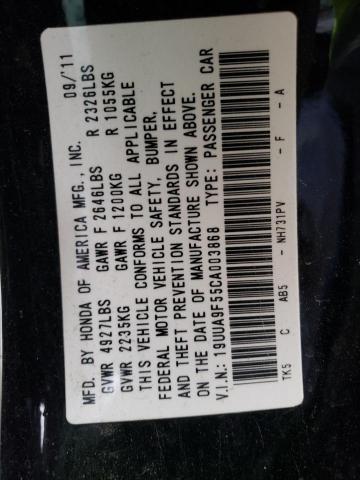 MFD. BY HONDA OF AMERICA MFG., INC. 09/'11
GVWR 4927LBS GAWR F 2646LBS R 2326LBS
GVWR 2235KG GAWR F 1200KG R 1055KG
THIS VEHICLE CONFORMS TO ALL APPLICABLE
FEDERAL MOTOR VEHICLE SAFETY, BUMPER,
AND THEFT PREVENTION STANDARDS IN EFFECT
ON THE DATE OF MANUFACTURE SHOWN ABOVE.
V.I.N.: 19UUA9F55CA003868 TYPE: PASSENGER CAR
TK5 C AB5 - NH731PV - F - A